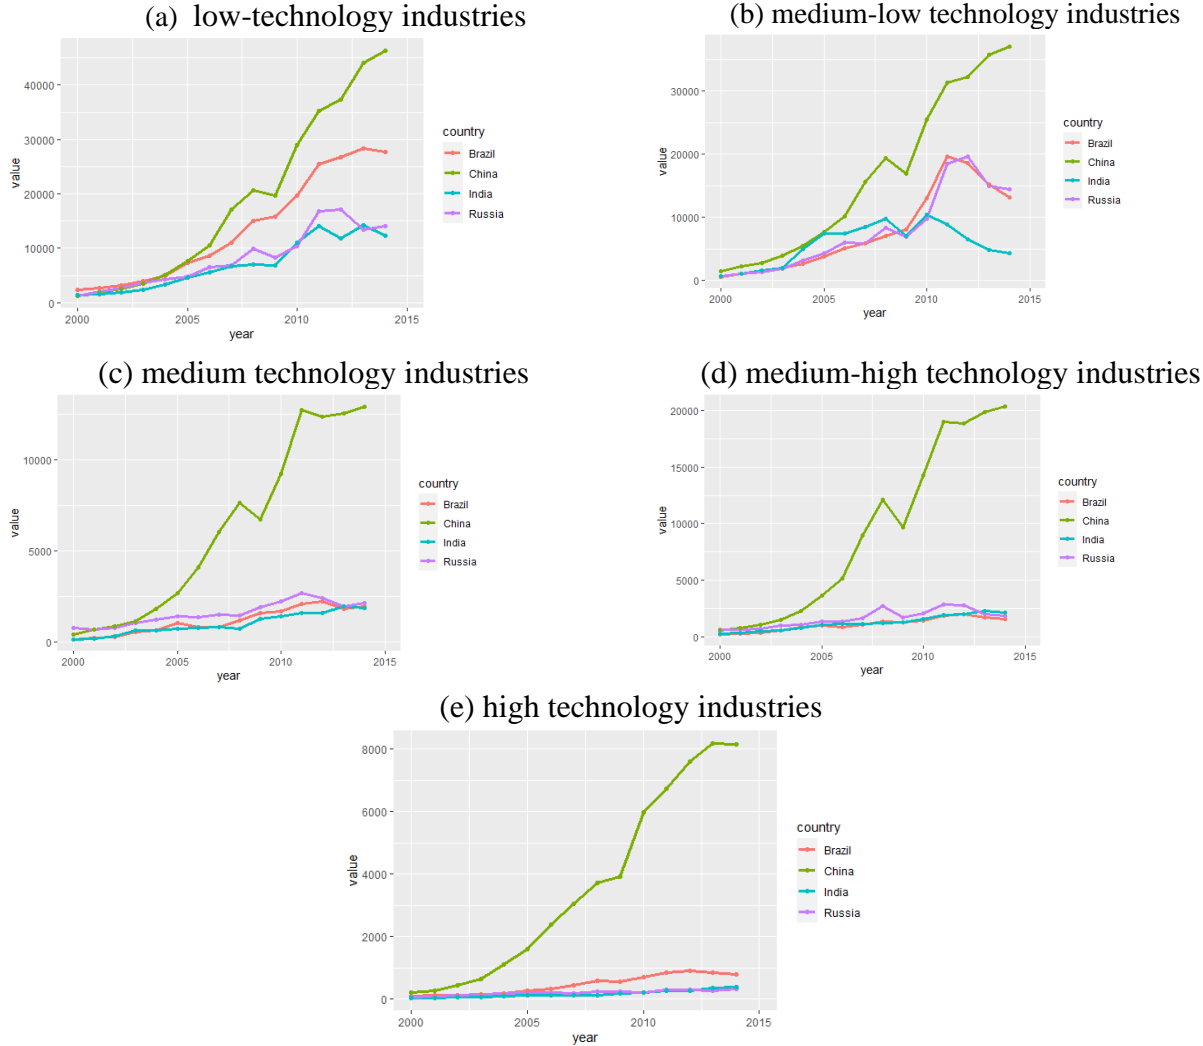 (a) low-technology industries
value
40000
30000
20000
10000
0
2000
2005
2010
2015
year
country
Brazil
China
India
Russia
(b) medium-low technology industries
value
30000
20000
10000
0
2000
2005
2010
2015
year
country
Brazil
China
India
Russia
(c) medium technology industries
value
10000
5000
0
2000
2005
2010
2015
year
country
Brazil
China
India
Russia
(d) medium-high technology industries
value
20000
15000
10000
5000
0
2000
2005
2010
2015
year
country
Brazil
China
India
Russia
(e) high technology industries
value
8000
6000
4000
2000
0
2000
2005
2010
2015
year
country
Brazil
China
India
Russia